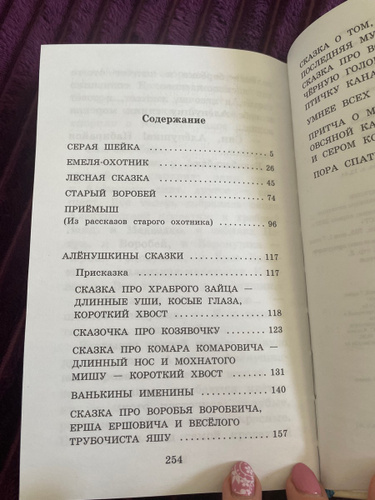 Содержание
СЕРАЯ ШЕЙКА ........................ 5
ЕМЕЛЯ-ОХОТНИК ........................ 26
ЛЕСНАЯ СКАЗКА ........................ 45
СТАРЫЙ ВОРОБЕЙ ........................ 74
ПРИЁМЫШ
(Из рассказов старого охотника) ............ 96
АЛЁНУШКИНЫ СКАЗКИ .................. 117
Присказка ........................ 117
СКАЗКА ПРО ХРАБРОГО ЗАЙЦА —
ДЛИННЫЕ УШИ, КОСЫЕ ГЛАЗА,
КОРОТКИЙ ХВОСТ .................. 118
СКАЗОЧКА ПРО КОЗЯВОЧКУ ........ 123
СКАЗКА ПРО КОМАРА КОМАРОВИЧА —
ДЛИННЫЙ НОС И МОХНАТОГО
МИШУ — КОРОТКИЙ ХВОСТ ........ 131
ВАНЬКИНЫ ИМЕНИНЫ ............ 140
СКАЗКА ПРО ВОРОБЬЯ ВОРОБЕИЧА,
ЕРША ЕРШОВИЧА И ВЕСЁЛОГО
ТРУБОЧИСТА ЯШУ .................. 157
254
СКАЗКА О ТОМ,
ПОСЛЕДНЯЯ МУ
СКАЗКА ПРО В
ЧЁРНУЮ ГОЛО
ПТИЧКУ КАНА
УМНЕЕ ВСЕХ
ПРИТЧА О М
ОВСЯНОЙ КА
И СЕРОМ КО
ПОРА СПАТ